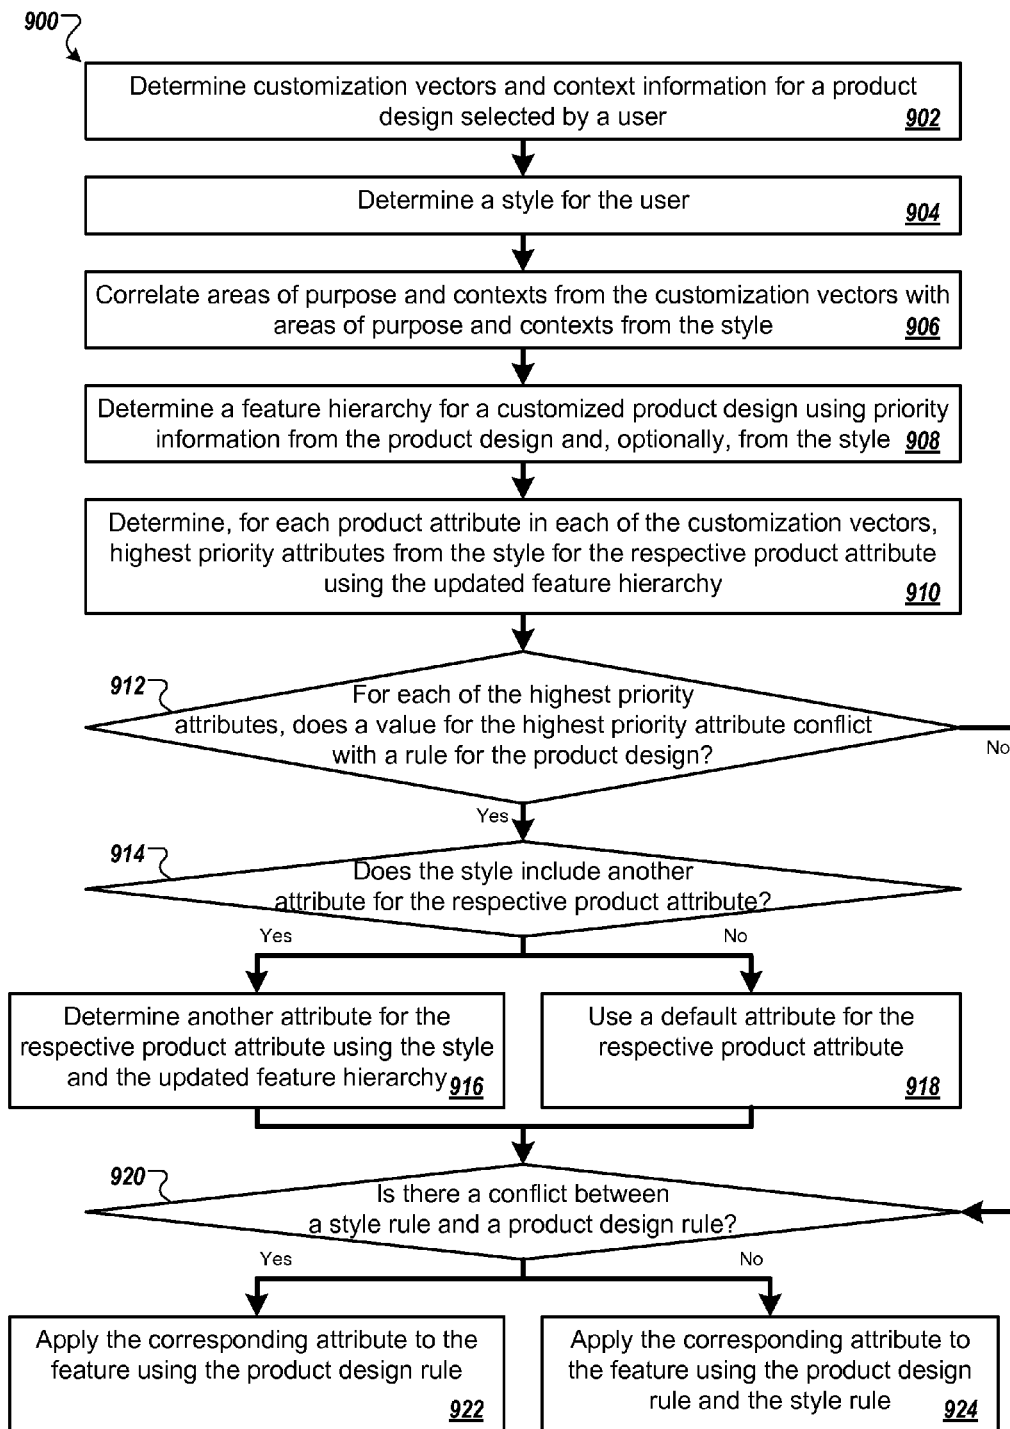 900
Determine customization vectors and context information for a product
design selected by a user
902
Determine a style for the user
904
Correlate areas of purpose and contexts from the customization vectors with
areas of purpose and contexts from the style
906
Determine a feature hierarchy for a customized product design using priority
information from the product design and, optionally, from the style 908
Determine, for each product attribute in each of the customization vectors,
highest priority attributes from the style for the respective product attribute
using the updated feature hierarchy
910
912
For each of the highest priority
attributes, does a value for the highest priority attribute conflict
with a rule for the product design?
No
Yes
914
Does the style include another
attribute for the respective product attribute?
Yes
No
Determine another attribute for the
respective product attribute using the style
and the updated feature hierarchy 916
Use a default attribute for the
respective product attribute
918
920
Is there a conflict between
a style rule and a product design rule?
Yes
No
Apply the corresponding attribute to the
feature using the product design rule
922
Apply the corresponding attribute to
the feature using the product design
rule and the style rule
924